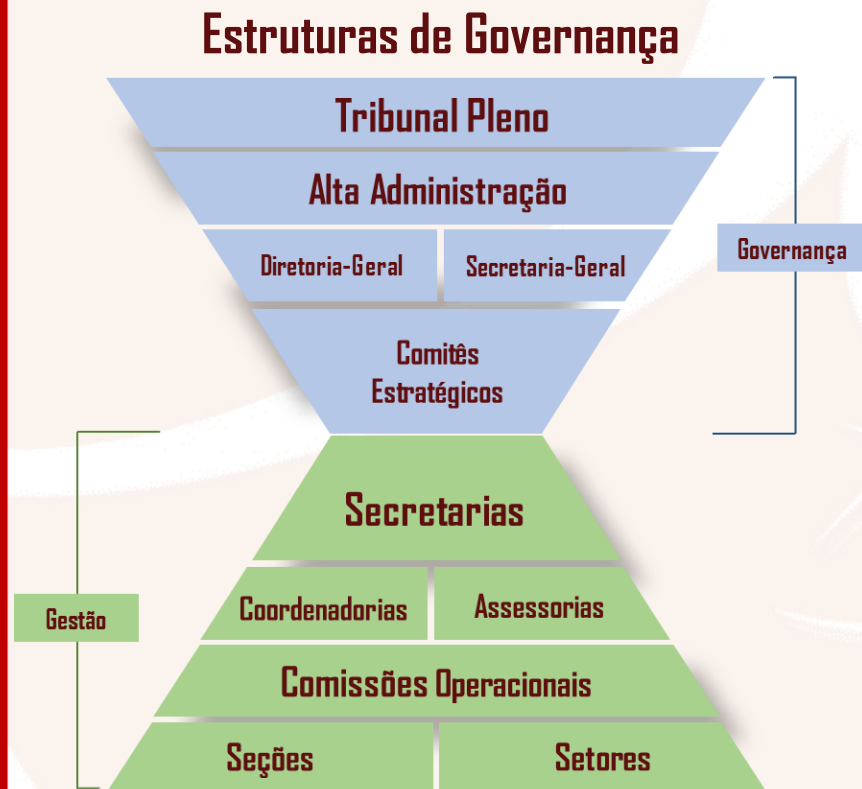 Estruturas de Governança
Tribunal Pleno
Alta Administração
Diretoria-Geral
Secretaria-Geral
Governança
Comitês
Estratégicos
Secretarias
Coordenadorias
Assessorias
Gestão
Comissões Operacionais
Seções
Setores